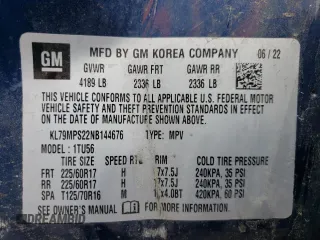 GM
MFD BY GM KOREA COMPANY 06/22
GVWR GAWR FRT GAWR RR
4189 LB 2336 LB 2336 LB
THIS VEHICLE CONFORMS TO ALL APPLICABLE U.S. FEDERAL MOTOR
VEHICLE SAFETY AND THEFT PREVENTION STANDARDS IN EFFECT
ON THE DATE OF MANUFACTURE SHOWN ABOVE.
KL79MPS22NB144676 TYPE: MPV
MODEL: 1TU56
TIRE SIZE SPEED RTG RIM COLD TIRE PRESSURE
FRT 225/60R17 H 17x7.5J 240KPA, 35 PSI
RR 225/60R17 H 17x7.5J 240KPA, 35 PSI
SPA T125/70R16 M 420KPA, 60 PSI
SEE OWNER'S MANUAL FOR MORE INFORMATION